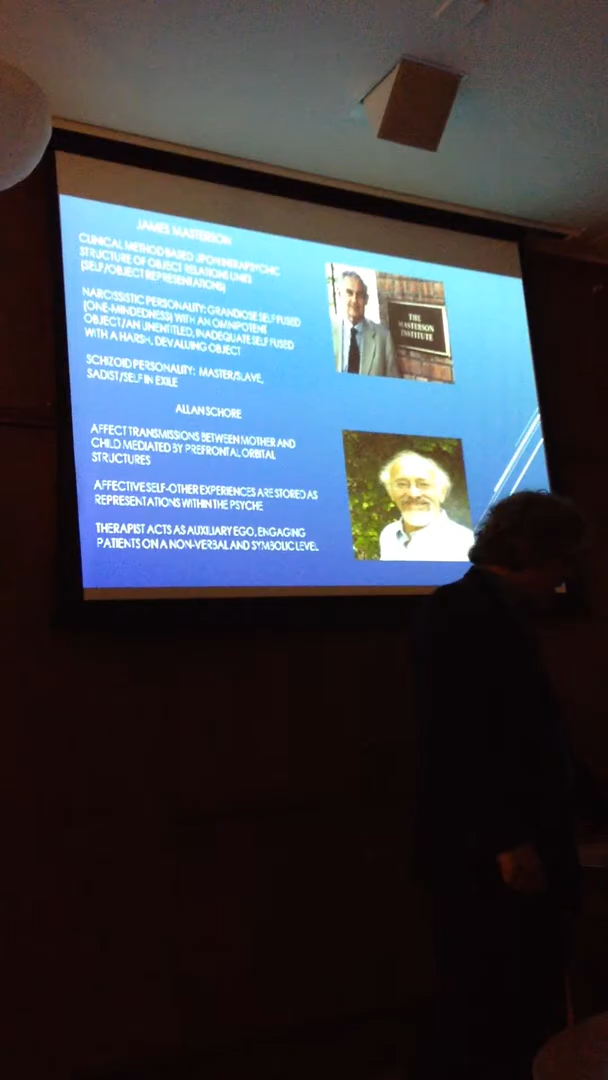 JAMES MASTERSON
CLINICAL METHOD BASED UPON INTRAPSYCHIC
STRUCTURE OF OBJECT RELATIONS UNITS
(SELF/OBJECT REPRESENTATIONS)
NARCISSISTIC PERSONALITY: GRANDIOSE SELF FUSED
(ONE-MINDEDNESS) WITH AN OMNIPOTENT
OBJECT/AN UNENTITLED, INADEQUATE SELF FUSED
WITH A HARSH, DEVALUING OBJECT
SCHIZOID PERSONALITY: MASTER/SLAVE,
SADIST/SELF IN EXILE
THE
MASTERSON
INSTITUTE
ALLAN SCHORE
AFFECT TRANSMISSIONS BETWEEN MOTHER AND
CHILD MEDIATED BY PREFRONTAL ORBITAL
STRUCTURES
AFFECTIVE SELF-OTHER EXPERIENCES ARE STORED AS
REPRESENTATIONS WITHIN THE PSYCHE
THERAPIST ACTS AS AUXILIARY EGO, ENGAGING
PATIENTS ON A NON-VERBAL AND SYMBOLIC LEVEL